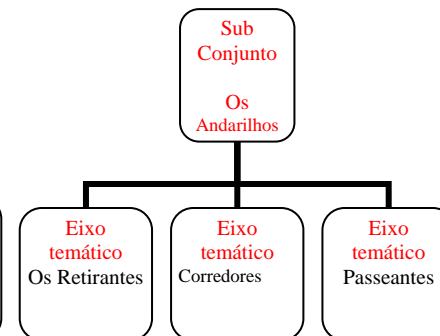 Sub
Conjunto
Os
Andarilhos
Eixo
temático
Os Retirantes
Eixo
temático
Corredores
Eixo
temático
Passeantes